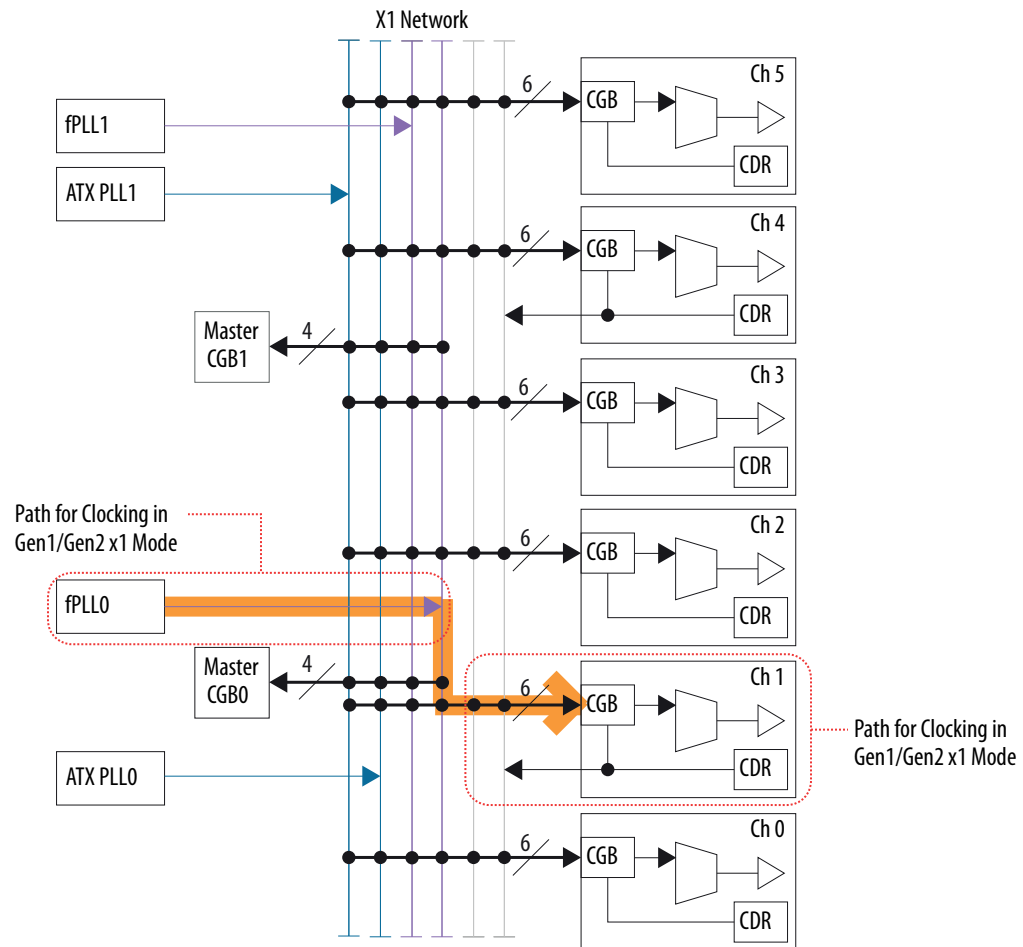 X1 Network
6
CGB
Ch 5
CDR
fPLL1
ATX PLL1
6
CGB
Ch 4
CDR
Master
CGB1
4
6
CGB
Ch 3
CDR
Path for Clocking in
Gen1/Gen2 x1 Mode
6
CGB
Ch 2
CDR
fPLL0
Master
CGB0
4
6
CGB
Ch 1
CDR
Path for Clocking in
Gen1/Gen2 x1 Mode
ATX PLL0
6
CGB
Ch 0
CDR